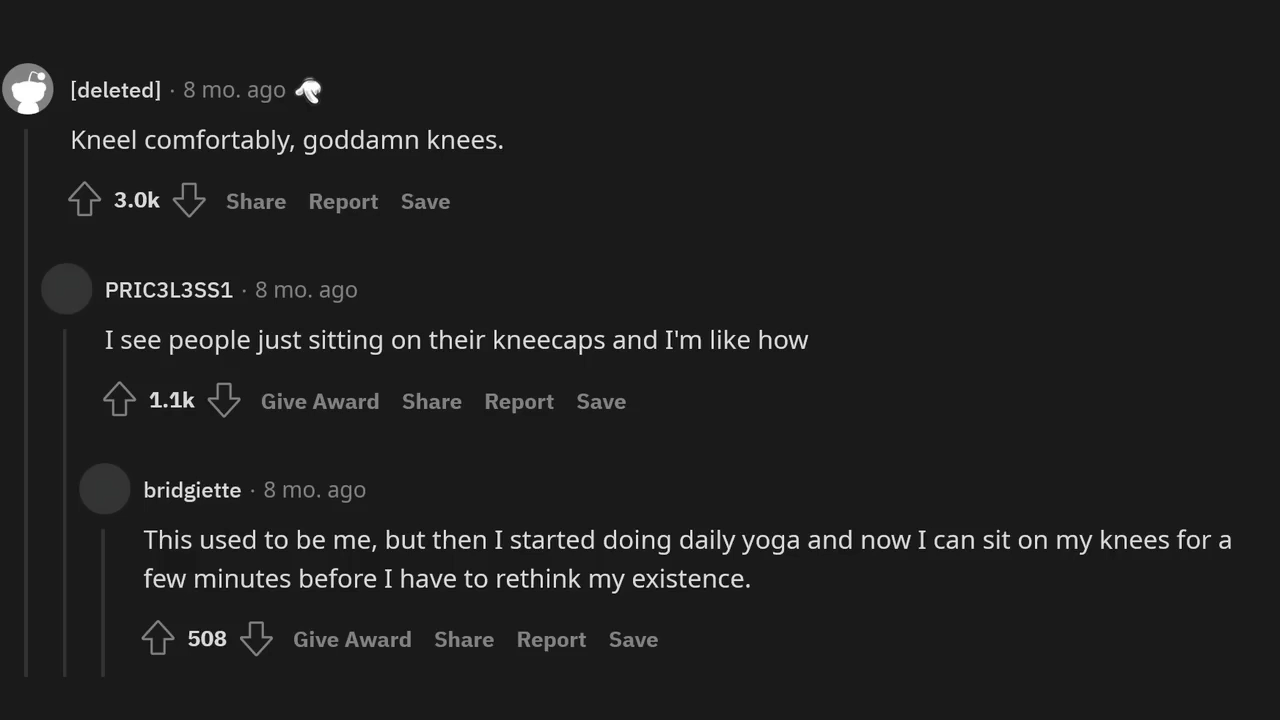 [deleted] · 8 mo. ago
Kneel comfortably, goddamn knees.
3.0k Share Report Save
PRIC3L3SS1 · 8 mo. ago
I see people just sitting on their kneecaps and I'm like how
1.1k Give Award Share Report Save
bridgiette · 8 mo. ago
This used to be me, but then I started doing daily yoga and now I can sit on my knees for a
few minutes before I have to rethink my existence.
508 Give Award Share Report Save